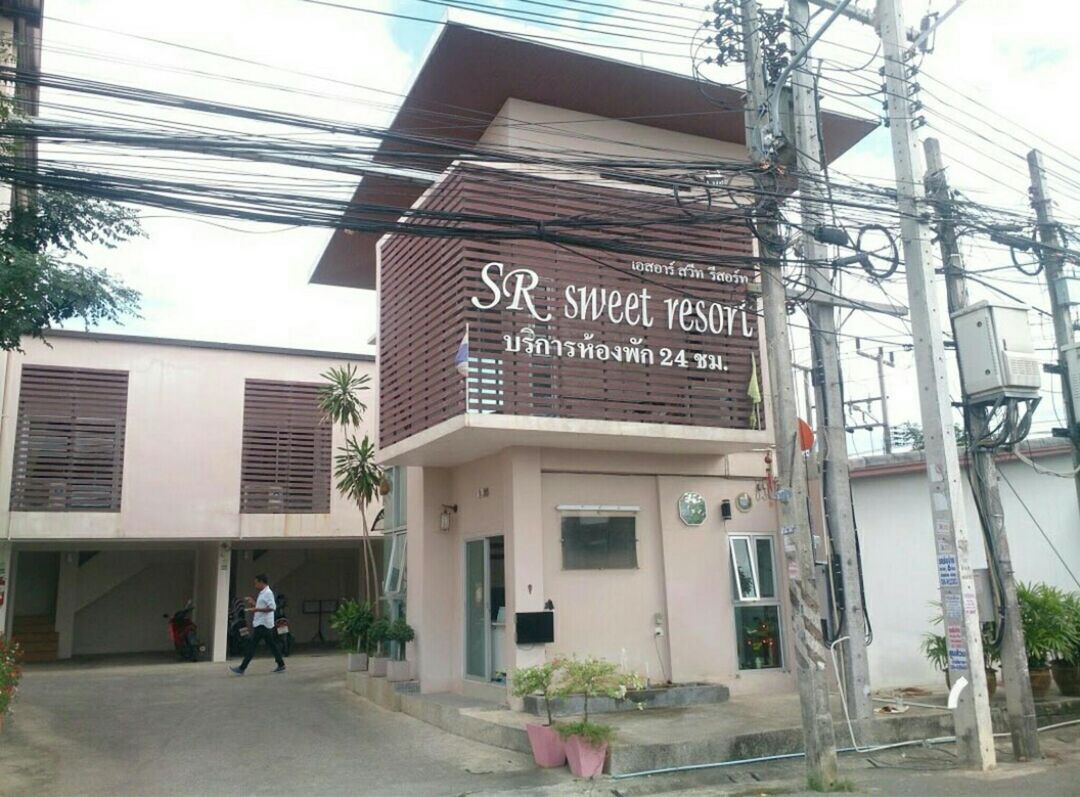 เอสอาร์ สวีท รีสอร์ท
SR sweet resort
บริการห้องพัก 24 ชม.